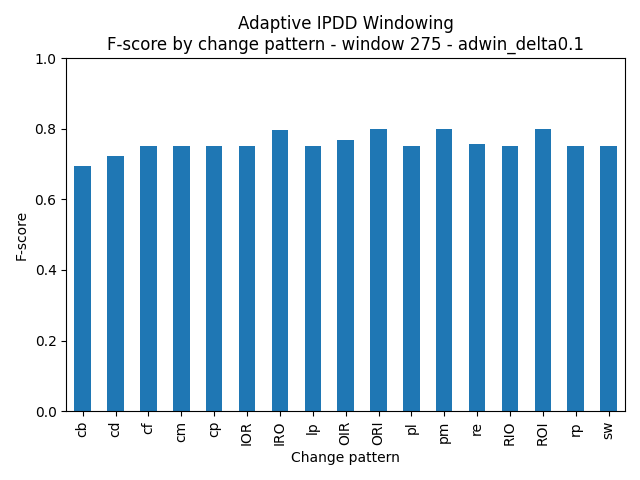 Adaptive IPDD Windowing
F-score by change pattern - window 275 - adwin_delta0.1
1.0
0.8
0.6
0.4
0.2
0.0
F-score
cb
cd
cf
cm
cp
IOR
IRO
lp
OIR
ORI
pl
pm
re
RIO
ROI
rp
sw
Change pattern